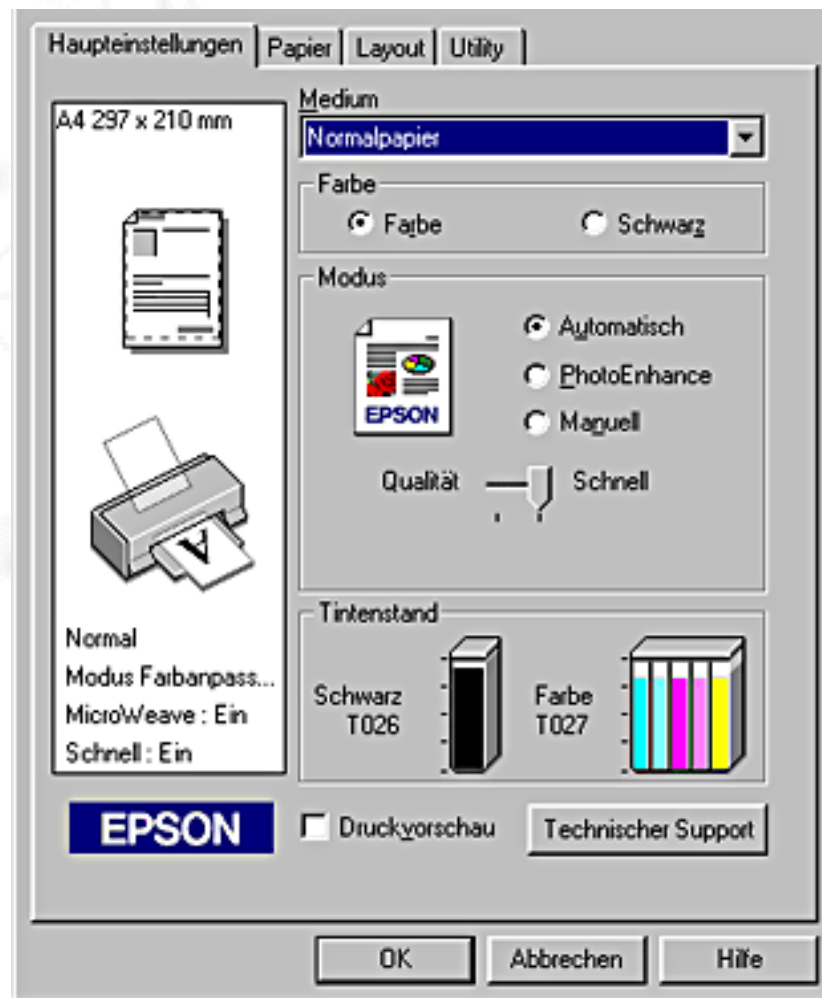 Haupteinstellungen Papier Layout Utility
A4 297 x 210 mm
Medium
Normalpapier
Farbe
Farbe Schwarz
Modus
EPSON
Automatisch
PhotoEnhance
Manuell
Qualität Schnell
Tintenstand
Schwarz
T026
Farbe
T027
Normal
Modus Farbanpass...
MicroWeave : Ein
Schnell : Ein
EPSON
Druckvorschau Technischer Support
OK Abbrechen Hilfe